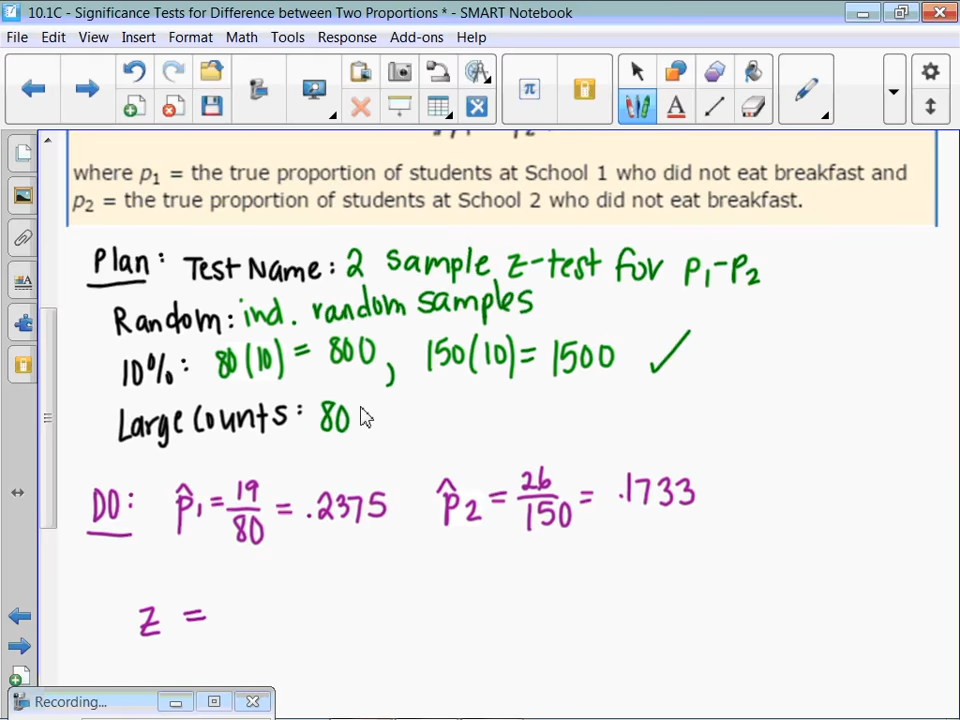 10.1C - Significance Tests for Difference between Two Proportions * - SMART Notebook
File Edit View Insert Format Math Tools Response Add-ons Help
where p₁ = the true proportion of students at School 1 who did not eat breakfast and
p₂ = the true proportion of students at School 2 who did not eat breakfast.
Plan: Test Name: 2 sample z-test for p₁-p₂
Random: ind. random samples
10%: 80(10) = 800, 150(10) = 1500 ✓
Large Counts: 80
DO: p̂₁ = 19/80 = .2375 p̂₂ = 26/150 = .1733
z =
Recording...